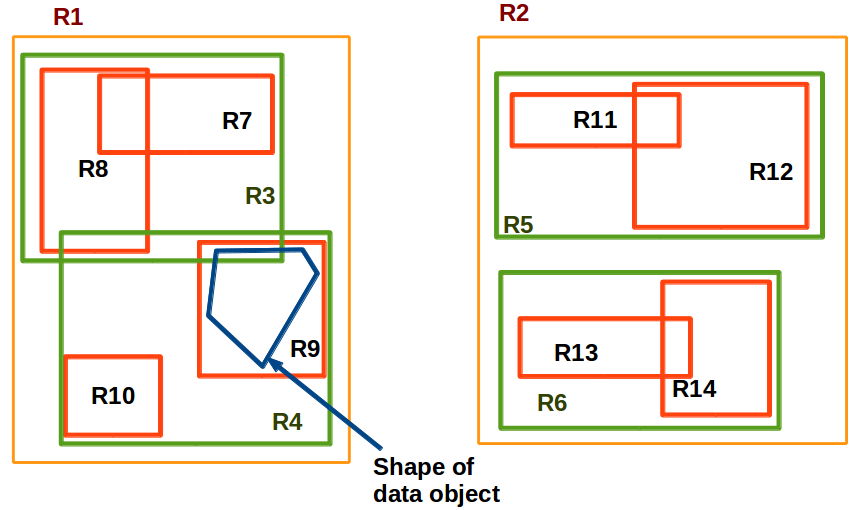 R1
R2
R7
R8
R3
R11
R12
R5
R9
R10
R4
R13
R14
R6
Shape of
data object